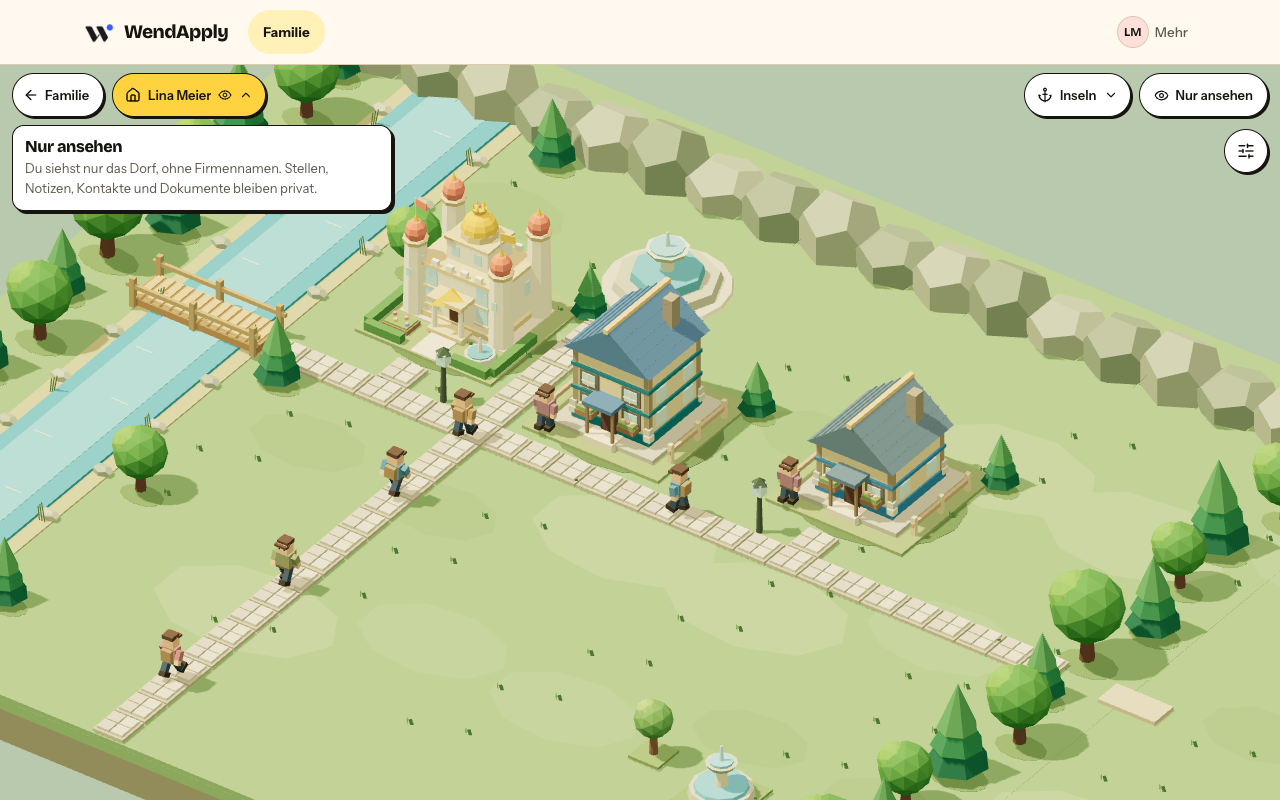 WendApply
Familie
LM Mehr
Familie
Lina Meier
Inseln
Nur ansehen
Nur ansehen
Du siehst nur das Dorf, ohne Firmennamen. Stellen,
Notizen, Kontakte und Dokumente bleiben privat.